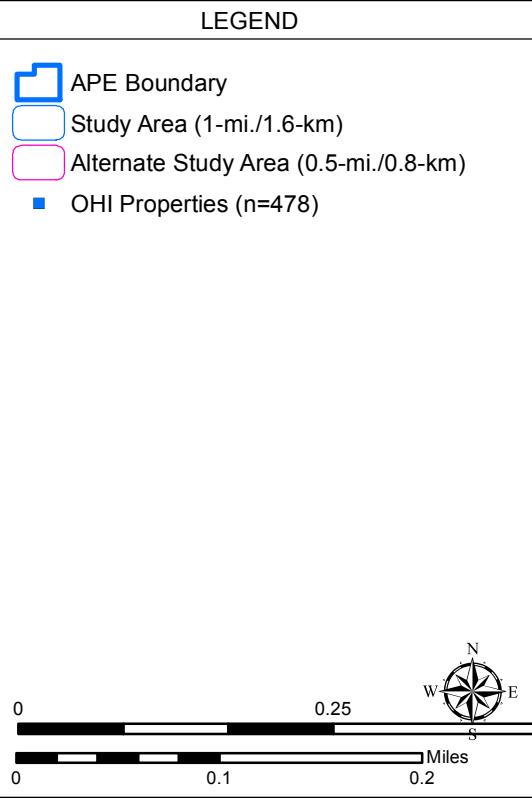 LEGEND
APE Boundary
Study Area (1-mi./1.6-km)
Alternate Study Area (0.5-mi./0.8-km)
OHI Properties (n=478)
N
W E
S
0 0.25
Miles
0 0.1 0.2